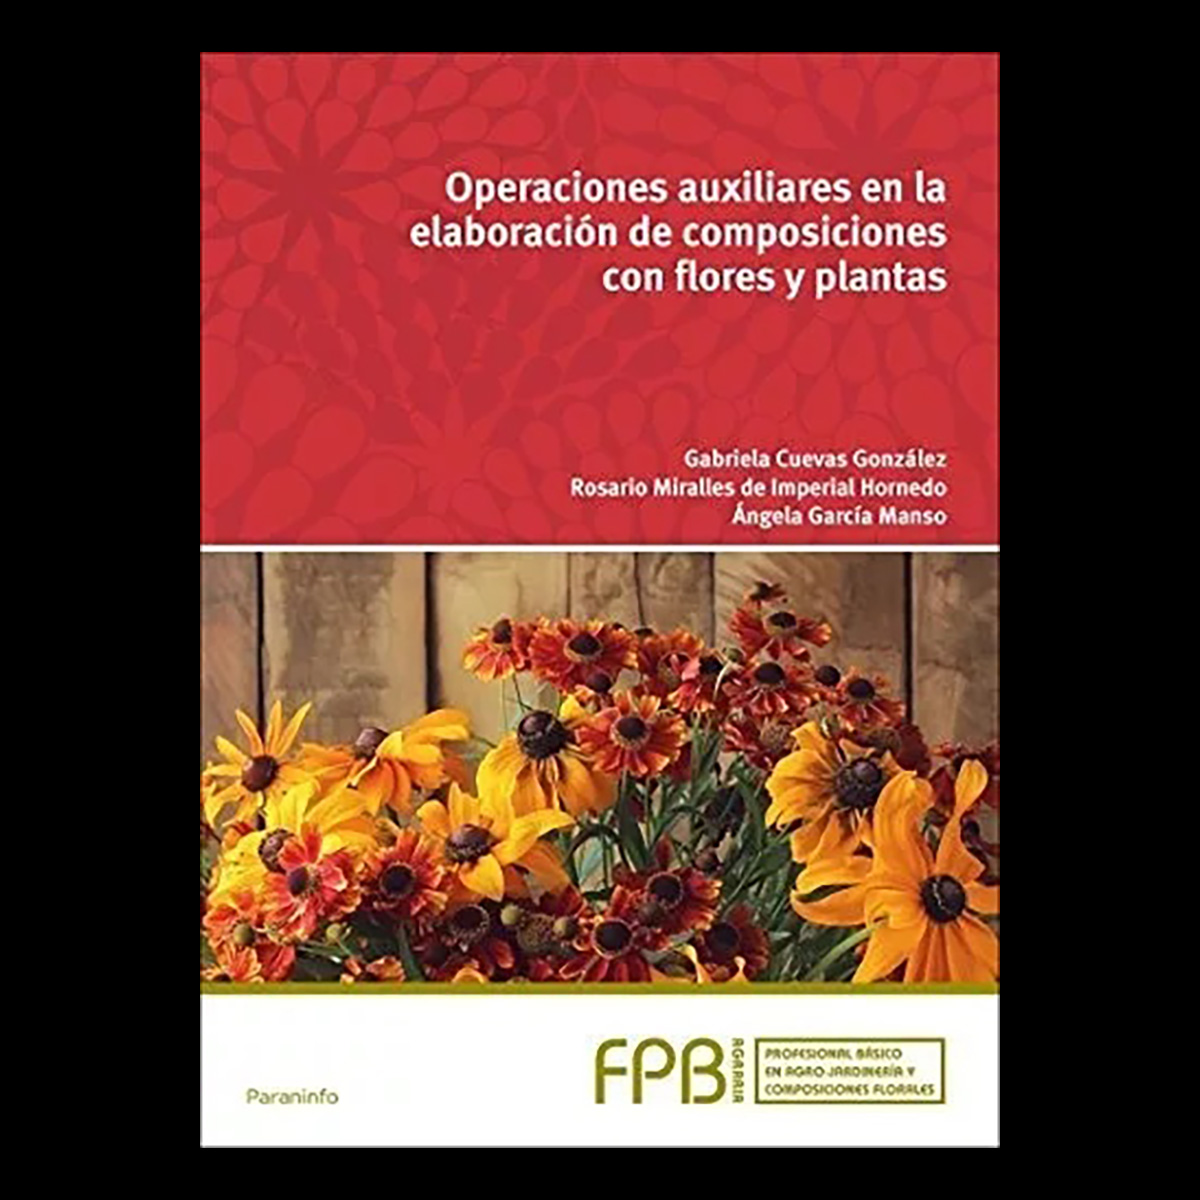 Operaciones auxiliares en la
elaboración de composiciones
con flores y plantas
Gabriela Cuevas González
Rosario Miralles de Imperial Hornedo
Ángela García Manso
Paraninfo
FPB
AGRARIA
PROFESIONAL BÁSICO
EN AGRO-JARDINERÍA Y
COMPOSICIONES FLORALES